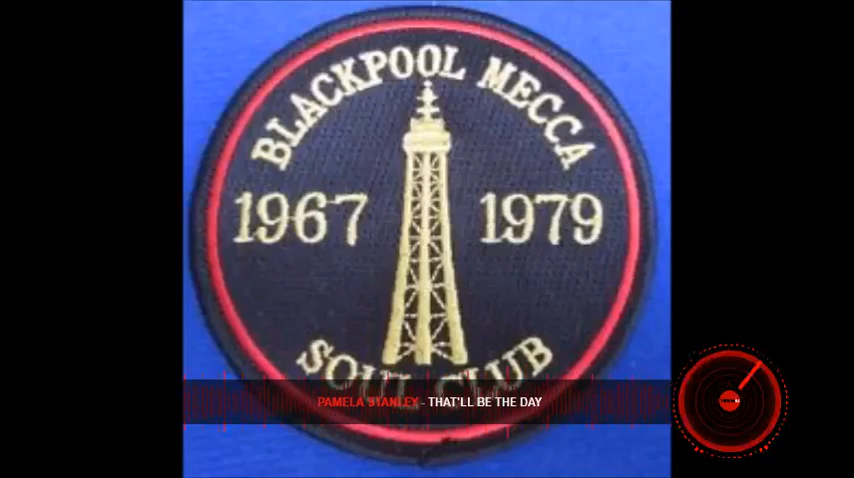 BLACKPOOL MECCA
1967 1979
SOUL CLUB
PAMELA STANLEY - THAT'LL BE THE DAY